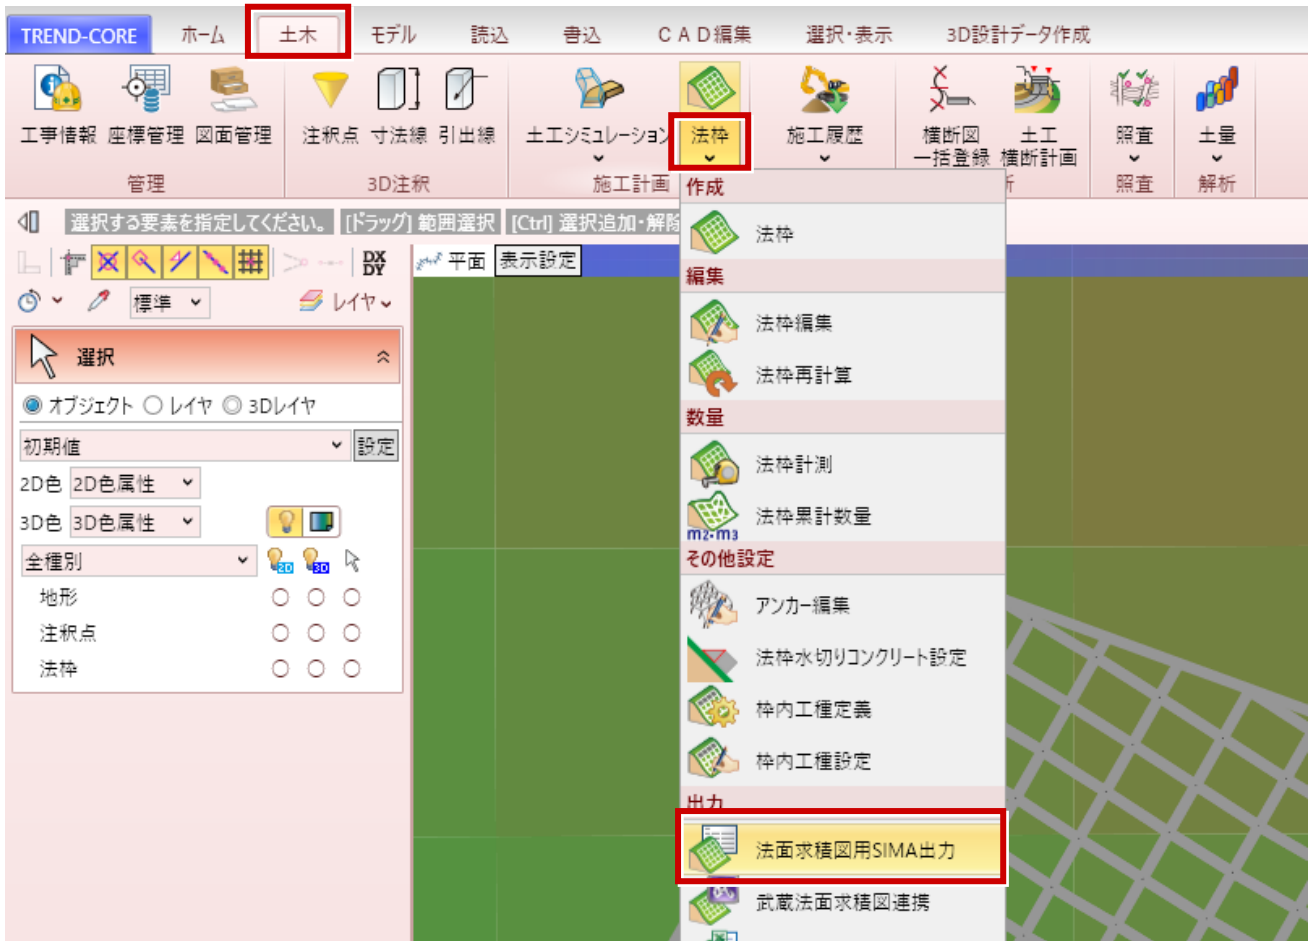 TREND-CORE ホーム 土木 モデル 読込 書込 ＣＡＤ編集 選択・表示 3D設計データ作成
工事情報 座標管理 図面管理 注釈点 寸法線 引出線 土工シミュレーション 法枠 施工履歴 横断図 一括登録 土工 横断計画 照査 土量
管理 3D注釈 施工計画 照査 解析
選択する要素を指定してください。 [ドラッグ] 範囲選択 [Ctrl] 選択追加・解除
DX
DY
平面 表示設定
標準 レイヤ
選択
オブジェクト レイヤ 3Dレイヤ
初期値 設定
2D色 2D色属性
3D色 3D色属性
全種別 2D 3D
地形
注釈点
法枠
作成
法枠
編集
法枠編集
法枠再計算
数量
法枠計測
法枠累計数量
m2・m3
その他設定
アンカー編集
法枠水切りコンクリート設定
枠内工種定義
枠内工種設定
出力
法面求積図用SIMA出力
武蔵法面求積図連携